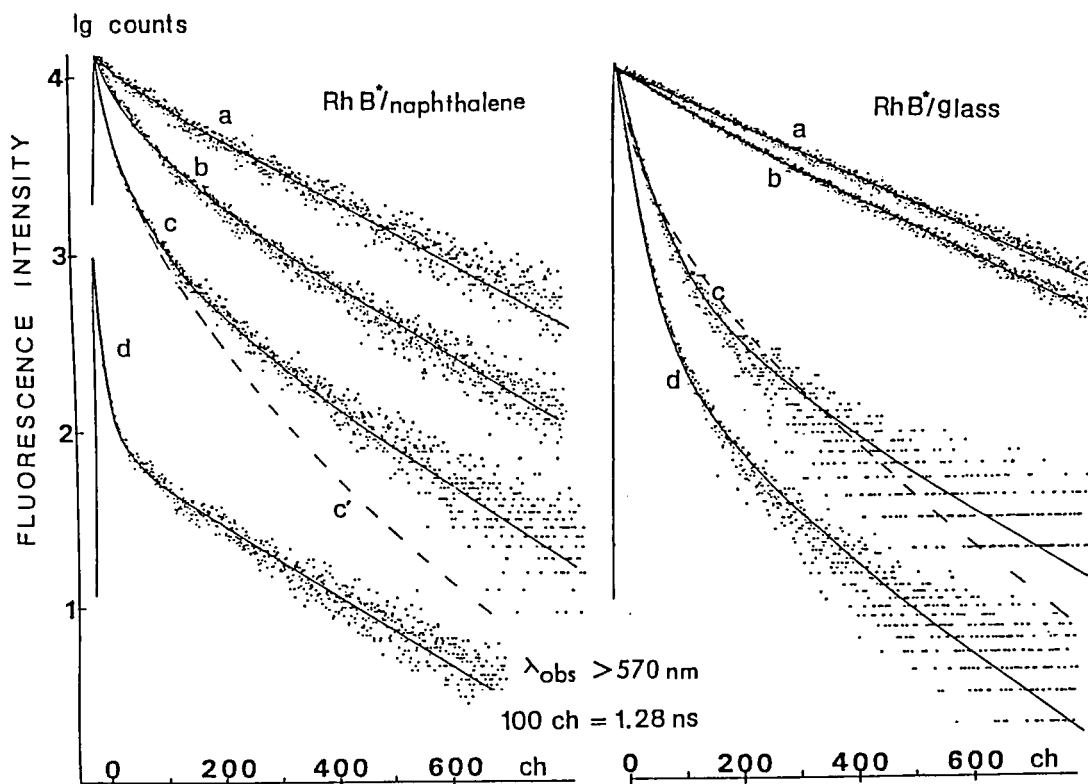 lg counts
FLUORESCENCE INTENSITY
4
3
2
1
RhB*/naphthalene
a
b
c
c'
d
RhB*/glass
a
b
c
d
λobs > 570 nm
100 ch = 1.28 ns
0 200 400 600 ch
0 200 400 600 ch